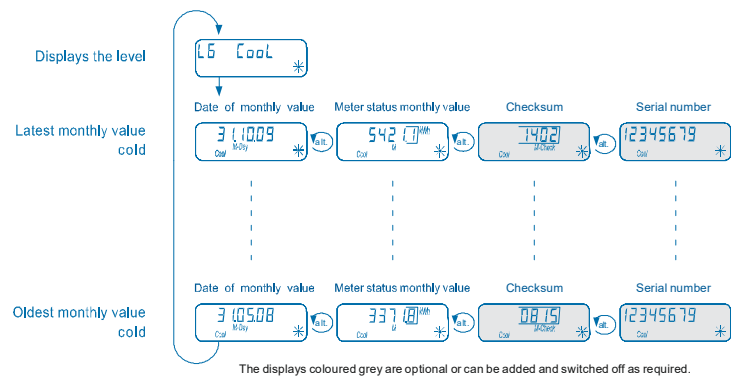 Displays the level
L6 CooL
Date of monthly value Meter status monthly value Checksum Serial number
Latest monthly value
cold
31.10.09 M-Day Cool alt. 5421.1 kWh M alt. 1402 M-Check Cool alt. 12345679 Cool
Date of monthly value Meter status monthly value Checksum Serial number
Oldest monthly value
cold
31.05.08 M-Day Cool alt. 3371.8 kWh M alt. 0815 M-Check Cool alt. 12345679 Cool
The displays coloured grey are optional or can be added and switched off as required.